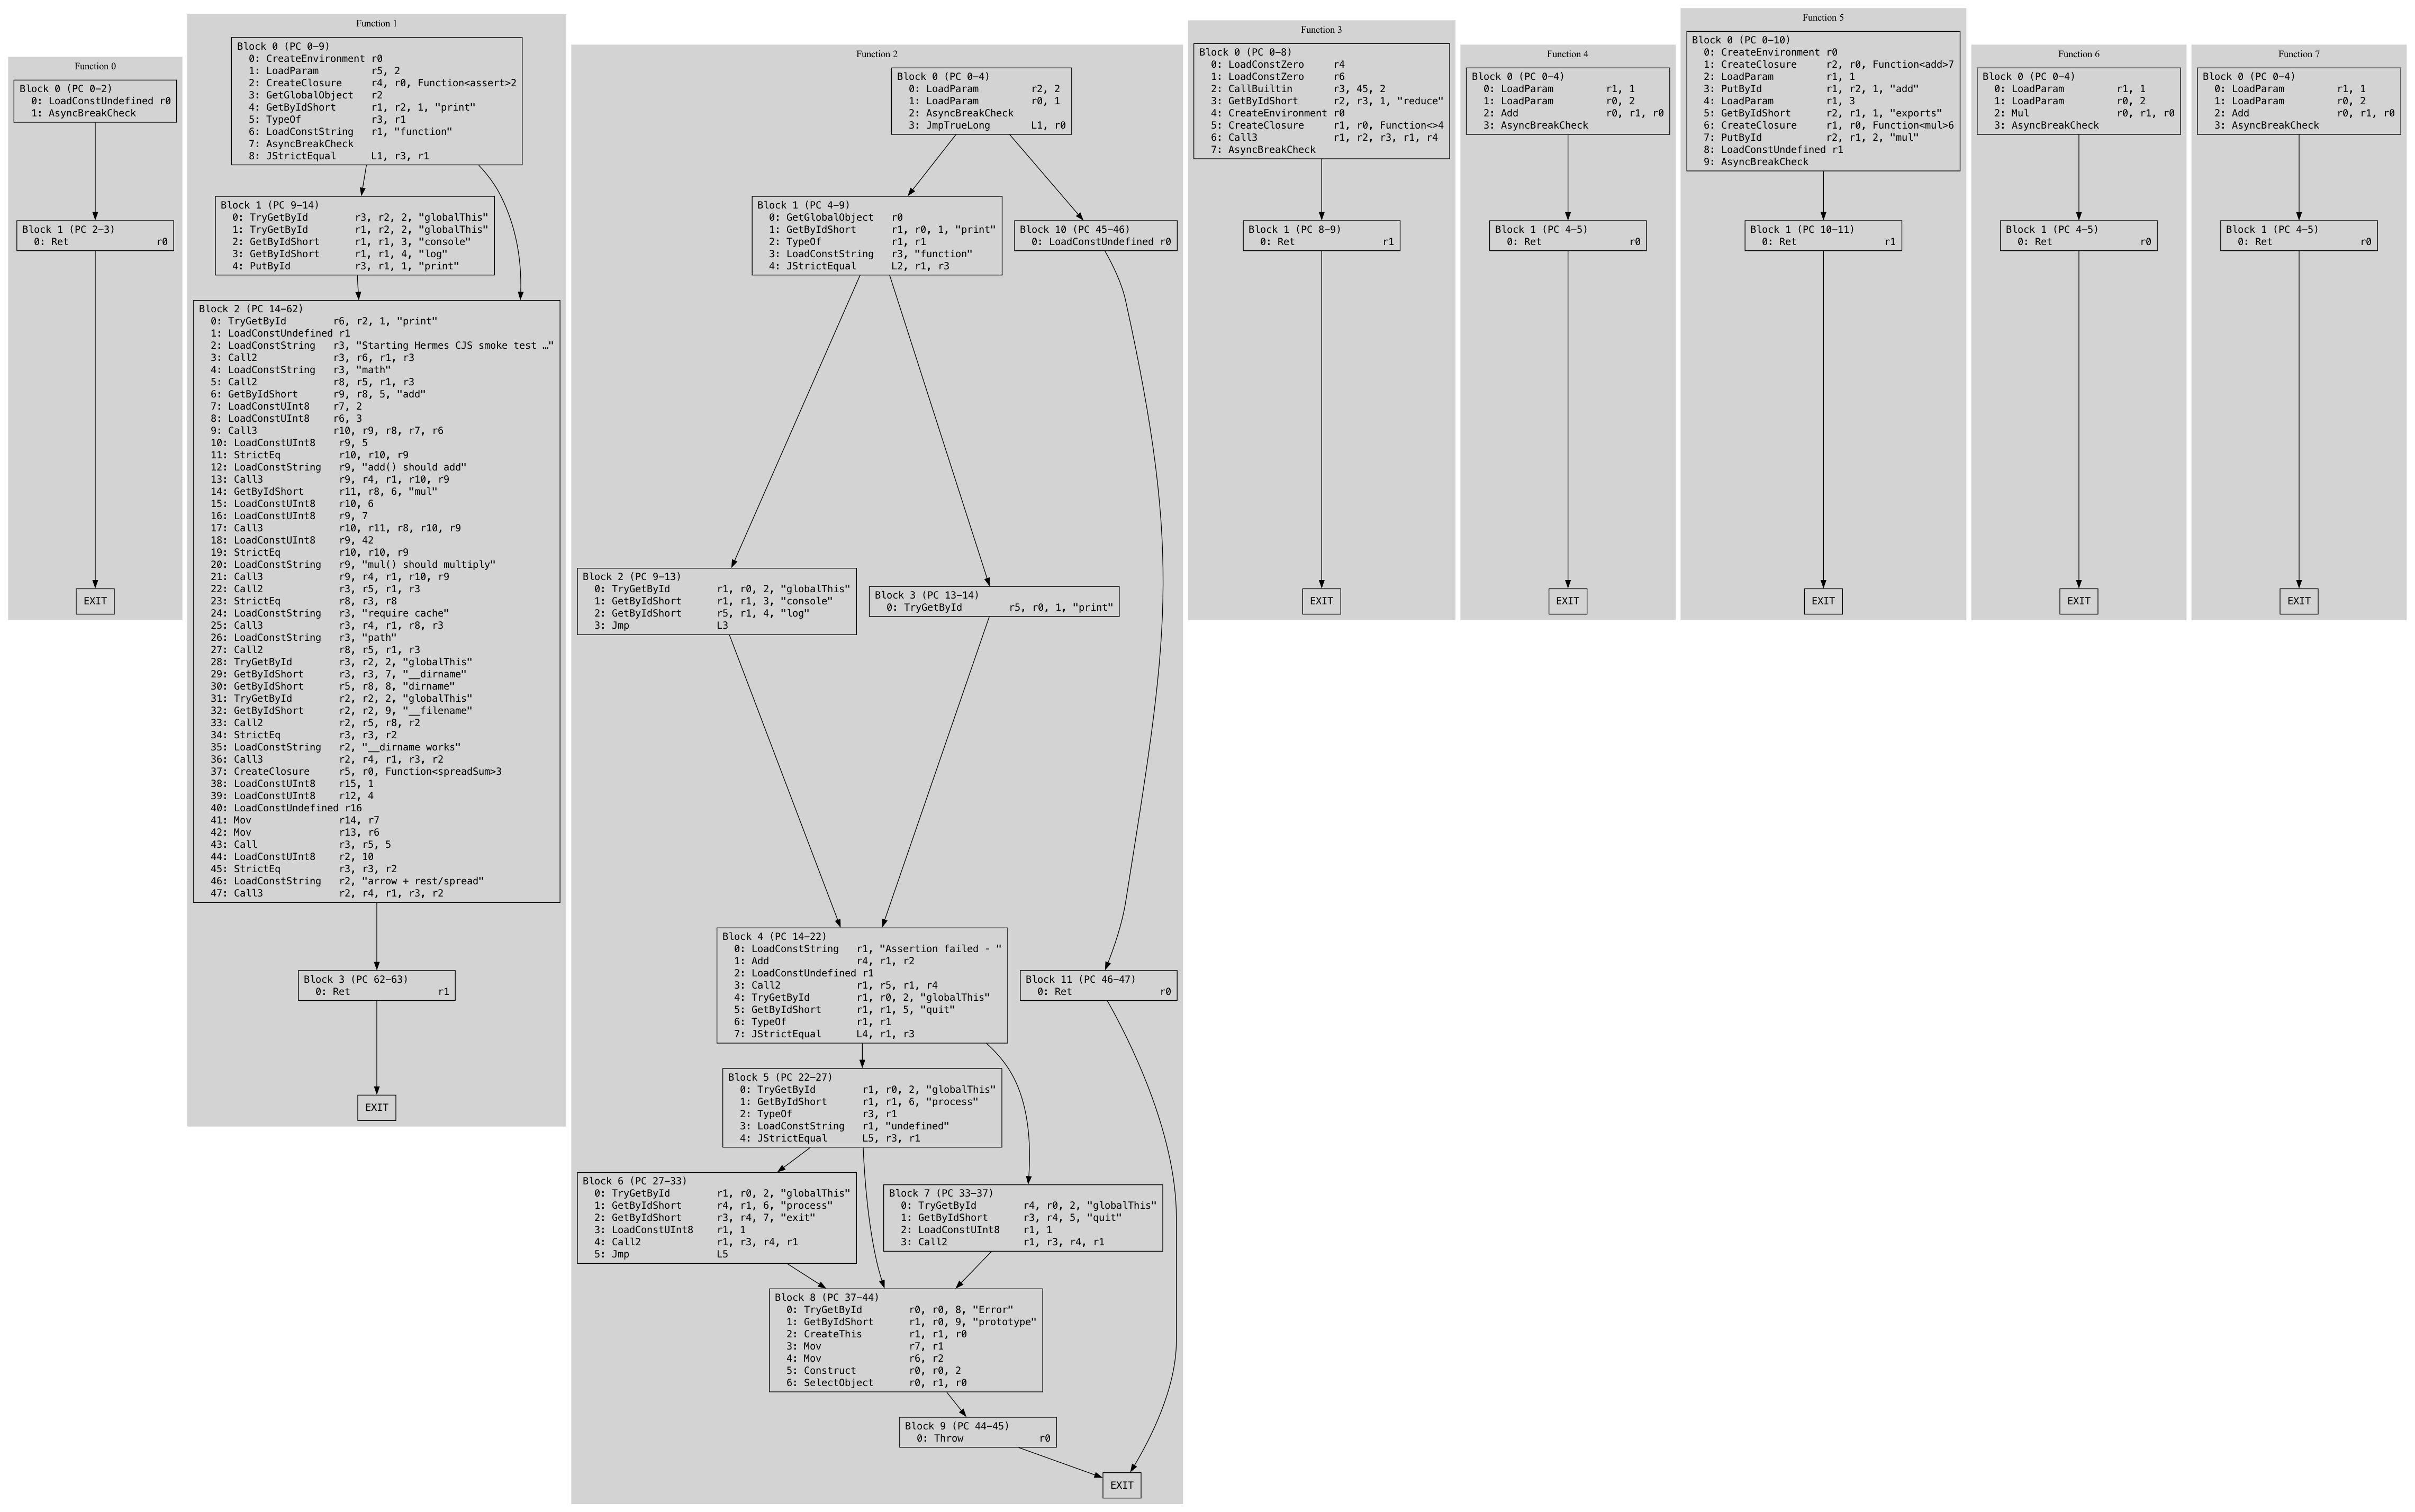 Function 0
Block 0 (PC 0–2)
0: LoadConstUndefined r0
1: AsyncBreakCheck
Block 1 (PC 2–3)
0: Ret r0
EXIT
Function 1
Block 0 (PC 0–9)
0: CreateEnvironment r0
1: LoadParam r5, 2
2: CreateClosure r4, r0, Function<assert>2
3: GetGlobalObject r2
4: GetByIdShort r1, r2, 1, "print"
5: TypeOf r3, r1
6: LoadConstString r1, "function"
7: AsyncBreakCheck
8: JStrictEqual L1, r3, r1
Block 1 (PC 9–14)
0: TryGetById r3, r2, 2, "globalThis"
1: TryGetById r1, r2, 2, "globalThis"
2: GetByIdShort r1, r1, 3, "console"
3: GetByIdShort r1, r1, 4, "log"
4: PutById r3, r1, 1, "print"
Block 2 (PC 14–62)
0: TryGetById r6, r2, 1, "print"
1: LoadConstUndefined r1
2: LoadConstString r3, "Starting Hermes CJS smoke test …"
3: Call2 r3, r6, r1, r3
4: LoadConstString r3, "math"
5: Call2 r8, r5, r1, r3
6: GetByIdShort r9, r8, 5, "add"
7: LoadConstUInt8 r7, 2
8: LoadConstUInt8 r6, 3
9: Call3 r10, r9, r8, r7, r6
10: LoadConstUInt8 r9, 5
11: StrictEq r10, r10, r9
12: LoadConstString r9, "add() should add"
13: Call3 r9, r4, r1, r10, r9
14: GetByIdShort r11, r8, 6, "mul"
15: LoadConstUInt8 r10, 6
16: LoadConstUInt8 r9, 7
17: Call3 r10, r11, r8, r10, r9
18: LoadConstUInt8 r9, 42
19: StrictEq r10, r10, r9
20: LoadConstString r9, "mul() should multiply"
21: Call3 r9, r4, r1, r10, r9
22: Call2 r3, r5, r1, r3
23: StrictEq r8, r3, r8
24: LoadConstString r3, "require cache"
25: Call3 r3, r4, r1, r8, r3
26: LoadConstString r3, "path"
27: Call2 r8, r5, r1, r3
28: TryGetById r3, r2, 2, "globalThis"
29: GetByIdShort r3, r3, 7, "__dirname"
30: GetByIdShort r5, r8, 8, "dirname"
31: TryGetById r2, r2, 2, "globalThis"
32: GetByIdShort r2, r2, 9, "__filename"
33: Call2 r2, r5, r8, r2
34: StrictEq r3, r3, r2
35: LoadConstString r2, "__dirname works"
36: Call3 r2, r4, r1, r3, r2
37: CreateClosure r5, r0, Function<spreadSum>3
38: LoadConstUInt8 r15, 1
39: LoadConstUInt8 r12, 4
40: LoadConstUndefined r16
41: Mov r14, r7
42: Mov r13, r6
43: Call r3, r5, 5
44: LoadConstUInt8 r2, 10
45: StrictEq r3, r3, r2
46: LoadConstString r2, "arrow + rest/spread"
47: Call3 r2, r4, r1, r3, r2
Block 3 (PC 62–63)
0: Ret r1
EXIT
Function 2
Block 0 (PC 0–4)
0: LoadParam r2, 2
1: LoadParam r0, 1
2: AsyncBreakCheck
3: JmpTrueLong L1, r0
Block 1 (PC 4–9)
0: GetGlobalObject r0
1: GetByIdShort r1, r0, 1, "print"
2: TypeOf r1, r1
3: LoadConstString r3, "function"
4: JStrictEqual L2, r1, r3
Block 10 (PC 45–46)
0: LoadConstUndefined r0
Block 2 (PC 9–13)
0: TryGetById r1, r0, 2, "globalThis"
1: GetByIdShort r1, r1, 3, "console"
2: GetByIdShort r5, r1, 4, "log"
3: Jmp L3
Block 3 (PC 13–14)
0: TryGetById r5, r0, 1, "print"
Block 4 (PC 14–22)
0: LoadConstString r1, "Assertion failed - "
1: Add r4, r1, r2
2: LoadConstUndefined r1
3: Call2 r1, r5, r1, r4
4: TryGetById r1, r0, 2, "globalThis"
5: GetByIdShort r1, r1, 5, "quit"
6: TypeOf r1, r1
7: JStrictEqual L4, r1, r3
Block 11 (PC 46–47)
0: Ret r0
Block 5 (PC 22–27)
0: TryGetById r1, r0, 2, "globalThis"
1: GetByIdShort r1, r1, 6, "process"
2: TypeOf r3, r1
3: LoadConstString r1, "undefined"
4: JStrictEqual L5, r3, r1
Block 6 (PC 27–33)
0: TryGetById r1, r0, 2, "globalThis"
1: GetByIdShort r4, r1, 6, "process"
2: GetByIdShort r3, r4, 7, "exit"
3: LoadConstUInt8 r1, 1
4: Call2 r1, r3, r4, r1
5: Jmp L5
Block 7 (PC 33–37)
0: TryGetById r4, r0, 2, "globalThis"
1: GetByIdShort r3, r4, 5, "quit"
2: LoadConstUInt8 r1, 1
3: Call2 r1, r3, r4, r1
Block 8 (PC 37–44)
0: TryGetById r0, r0, 8, "Error"
1: GetByIdShort r1, r0, 9, "prototype"
2: CreateThis r1, r1, r0
3: Mov r7, r1
4: Mov r6, r2
5: Construct r0, r0, 2
6: SelectObject r0, r1, r0
Block 9 (PC 44–45)
0: Throw r0
EXIT
Function 3
Block 0 (PC 0–8)
0: LoadConstZero r4
1: LoadConstZero r6
2: CallBuiltin r3, 45, 2
3: GetByIdShort r2, r3, 1, "reduce"
4: CreateEnvironment r0
5: CreateClosure r1, r0, Function<>4
6: Call3 r1, r2, r3, r1, r4
7: AsyncBreakCheck
Block 1 (PC 8–9)
0: Ret r1
EXIT
Function 4
Block 0 (PC 0–4)
0: LoadParam r1, 1
1: LoadParam r0, 2
2: Add r0, r1, r0
3: AsyncBreakCheck
Block 1 (PC 4–5)
0: Ret r0
EXIT
Function 5
Block 0 (PC 0–10)
0: CreateEnvironment r0
1: CreateClosure r2, r0, Function<add>7
2: LoadParam r1, 1
3: PutById r1, r2, 1, "add"
4: LoadParam r1, 3
5: GetByIdShort r2, r1, 1, "exports"
6: CreateClosure r1, r0, Function<mul>6
7: PutById r2, r1, 2, "mul"
8: LoadConstUndefined r1
9: AsyncBreakCheck
Block 1 (PC 10–11)
0: Ret r1
EXIT
Function 6
Block 0 (PC 0–4)
0: LoadParam r1, 1
1: LoadParam r0, 2
2: Mul r0, r1, r0
3: AsyncBreakCheck
Block 1 (PC 4–5)
0: Ret r0
EXIT
Function 7
Block 0 (PC 0–4)
0: LoadParam r1, 1
1: LoadParam r0, 2
2: Add r0, r1, r0
3: AsyncBreakCheck
Block 1 (PC 4–5)
0: Ret r0
EXIT